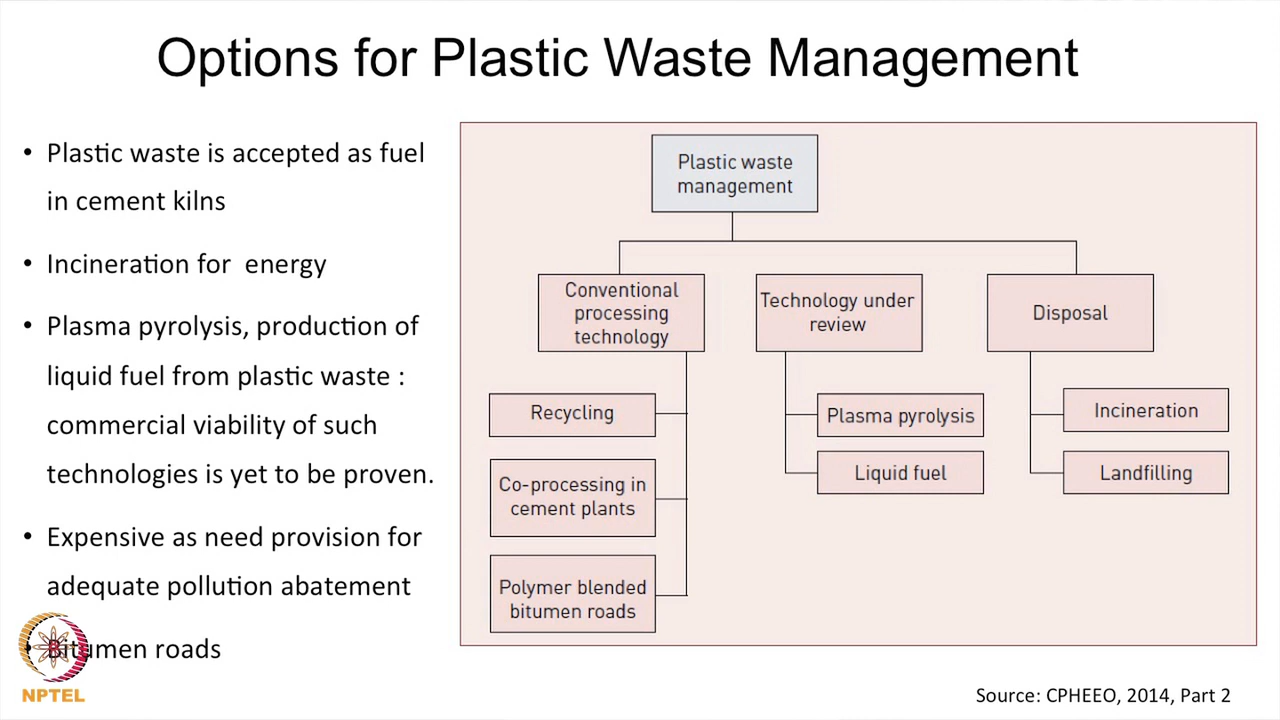 Options for Plastic Waste Management
• Plastic waste is accepted as fuel
in cement kilns
• Incineration for energy
• Plasma pyrolysis, production of
liquid fuel from plastic waste :
commercial viability of such
technologies is yet to be proven.
• Expensive as need provision for
adequate pollution abatement
• Bitumen roads
NPTEL
Plastic waste
management
Conventional
processing
technology
Recycling
Co-processing in
cement plants
Polymer blended
bitumen roads
Technology under
review
Plasma pyrolysis
Liquid fuel
Disposal
Incineration
Landfilling
Source: CPHEEO, 2014, Part 2